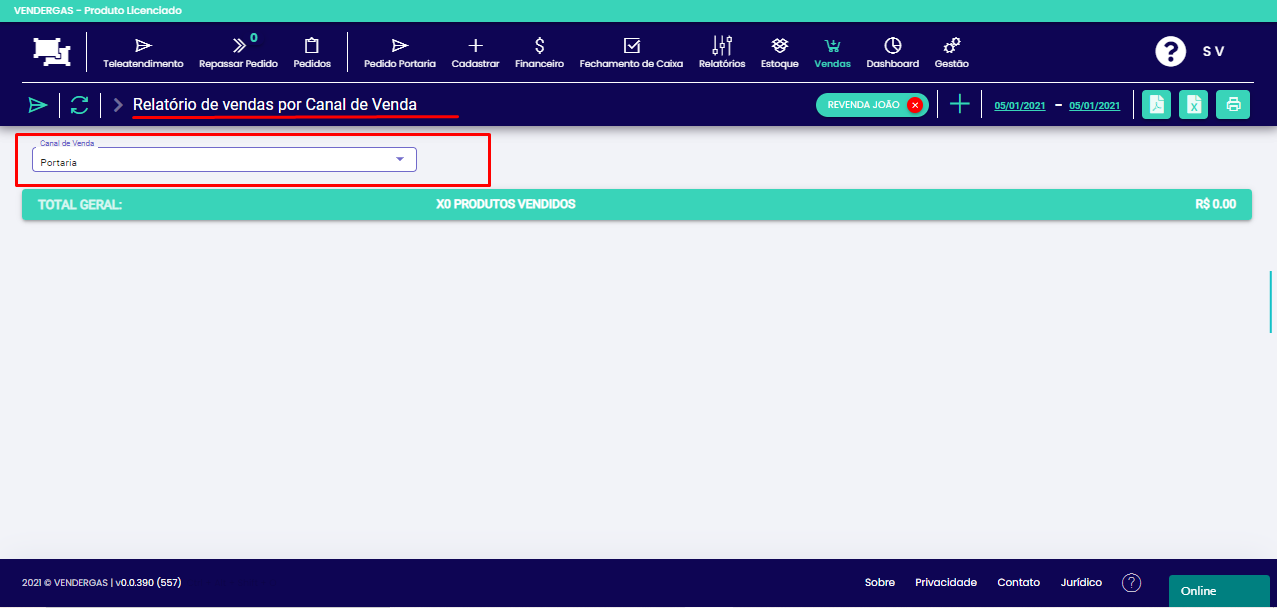 VENDERGAS - Produto Licenciado
0
Teleatendimento Repassar Pedido Pedidos Pedido Portaria Cadastrar Financeiro Fechamento de Caixa Relatórios Estoque Vendas Dashboard Gestão ? S V
Relatório de vendas por Canal de Venda REVENDA JOÃO 05/01/2021 - 05/01/2021
Canal de Venda
Portaria
TOTAL GERAL: X0 PRODUTOS VENDIDOS R$ 0.00
2021 © VENDERGAS | v0.0.390 (557) Sobre Privacidade Contato Jurídico ?
Online